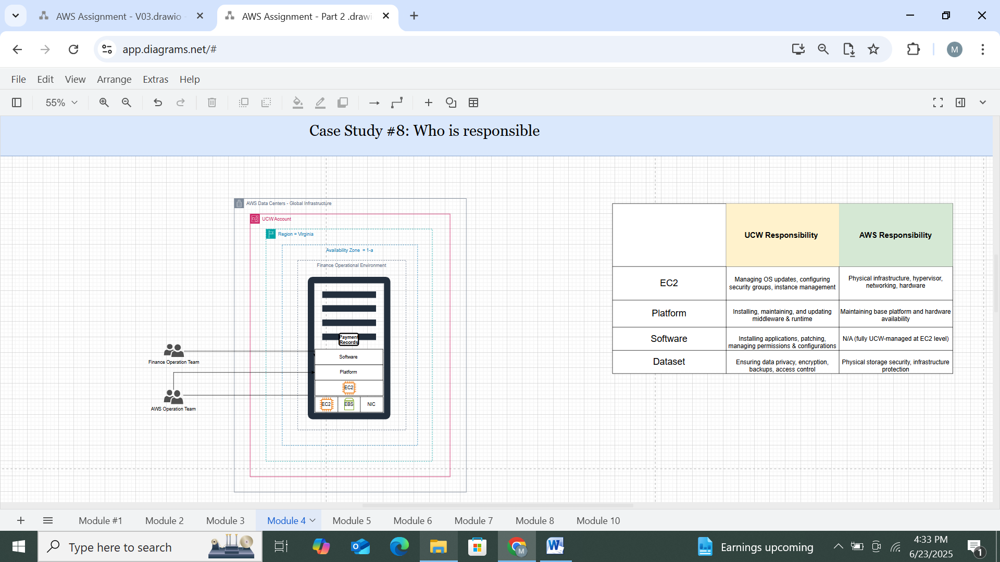 AWS Assignment - V03.drawio -
AWS Assignment - Part 2 .drawi
app.diagrams.net/#
M
File Edit View Arrange Extras Help
55%
Case Study #8: Who is responsible
AWS Data Centers - Global Infrastructure
UCW Account
Region = Virginia
Availability Zone = 1-a
Finance Operational Environment
Payment
Records
Software
Platform
EC2
EC2 EBS NIC
Finance Operation Team
AWS Operation Team
UCW Responsibility AWS Responsibility
EC2
Managing OS updates, configuring
security groups, instance management
Physical infrastructure, hypervisor,
networking, hardware
Platform
Installing, maintaining, and updating
middleware & runtime
Maintaining base platform and hardware
availability
Software
Installing applications, patching,
managing permissions & configurations
N/A (fully UCW-managed at EC2 level)
Dataset
Ensuring data privacy, encryption,
backups, access control
Physical storage security, infrastructure
protection
Module #1 Module 2 Module 3 Module 4 Module 5 Module 6 Module 7 Module 8 Module 10
Type here to search
M
Earnings upcoming
4:33 PM
6/23/2025
1